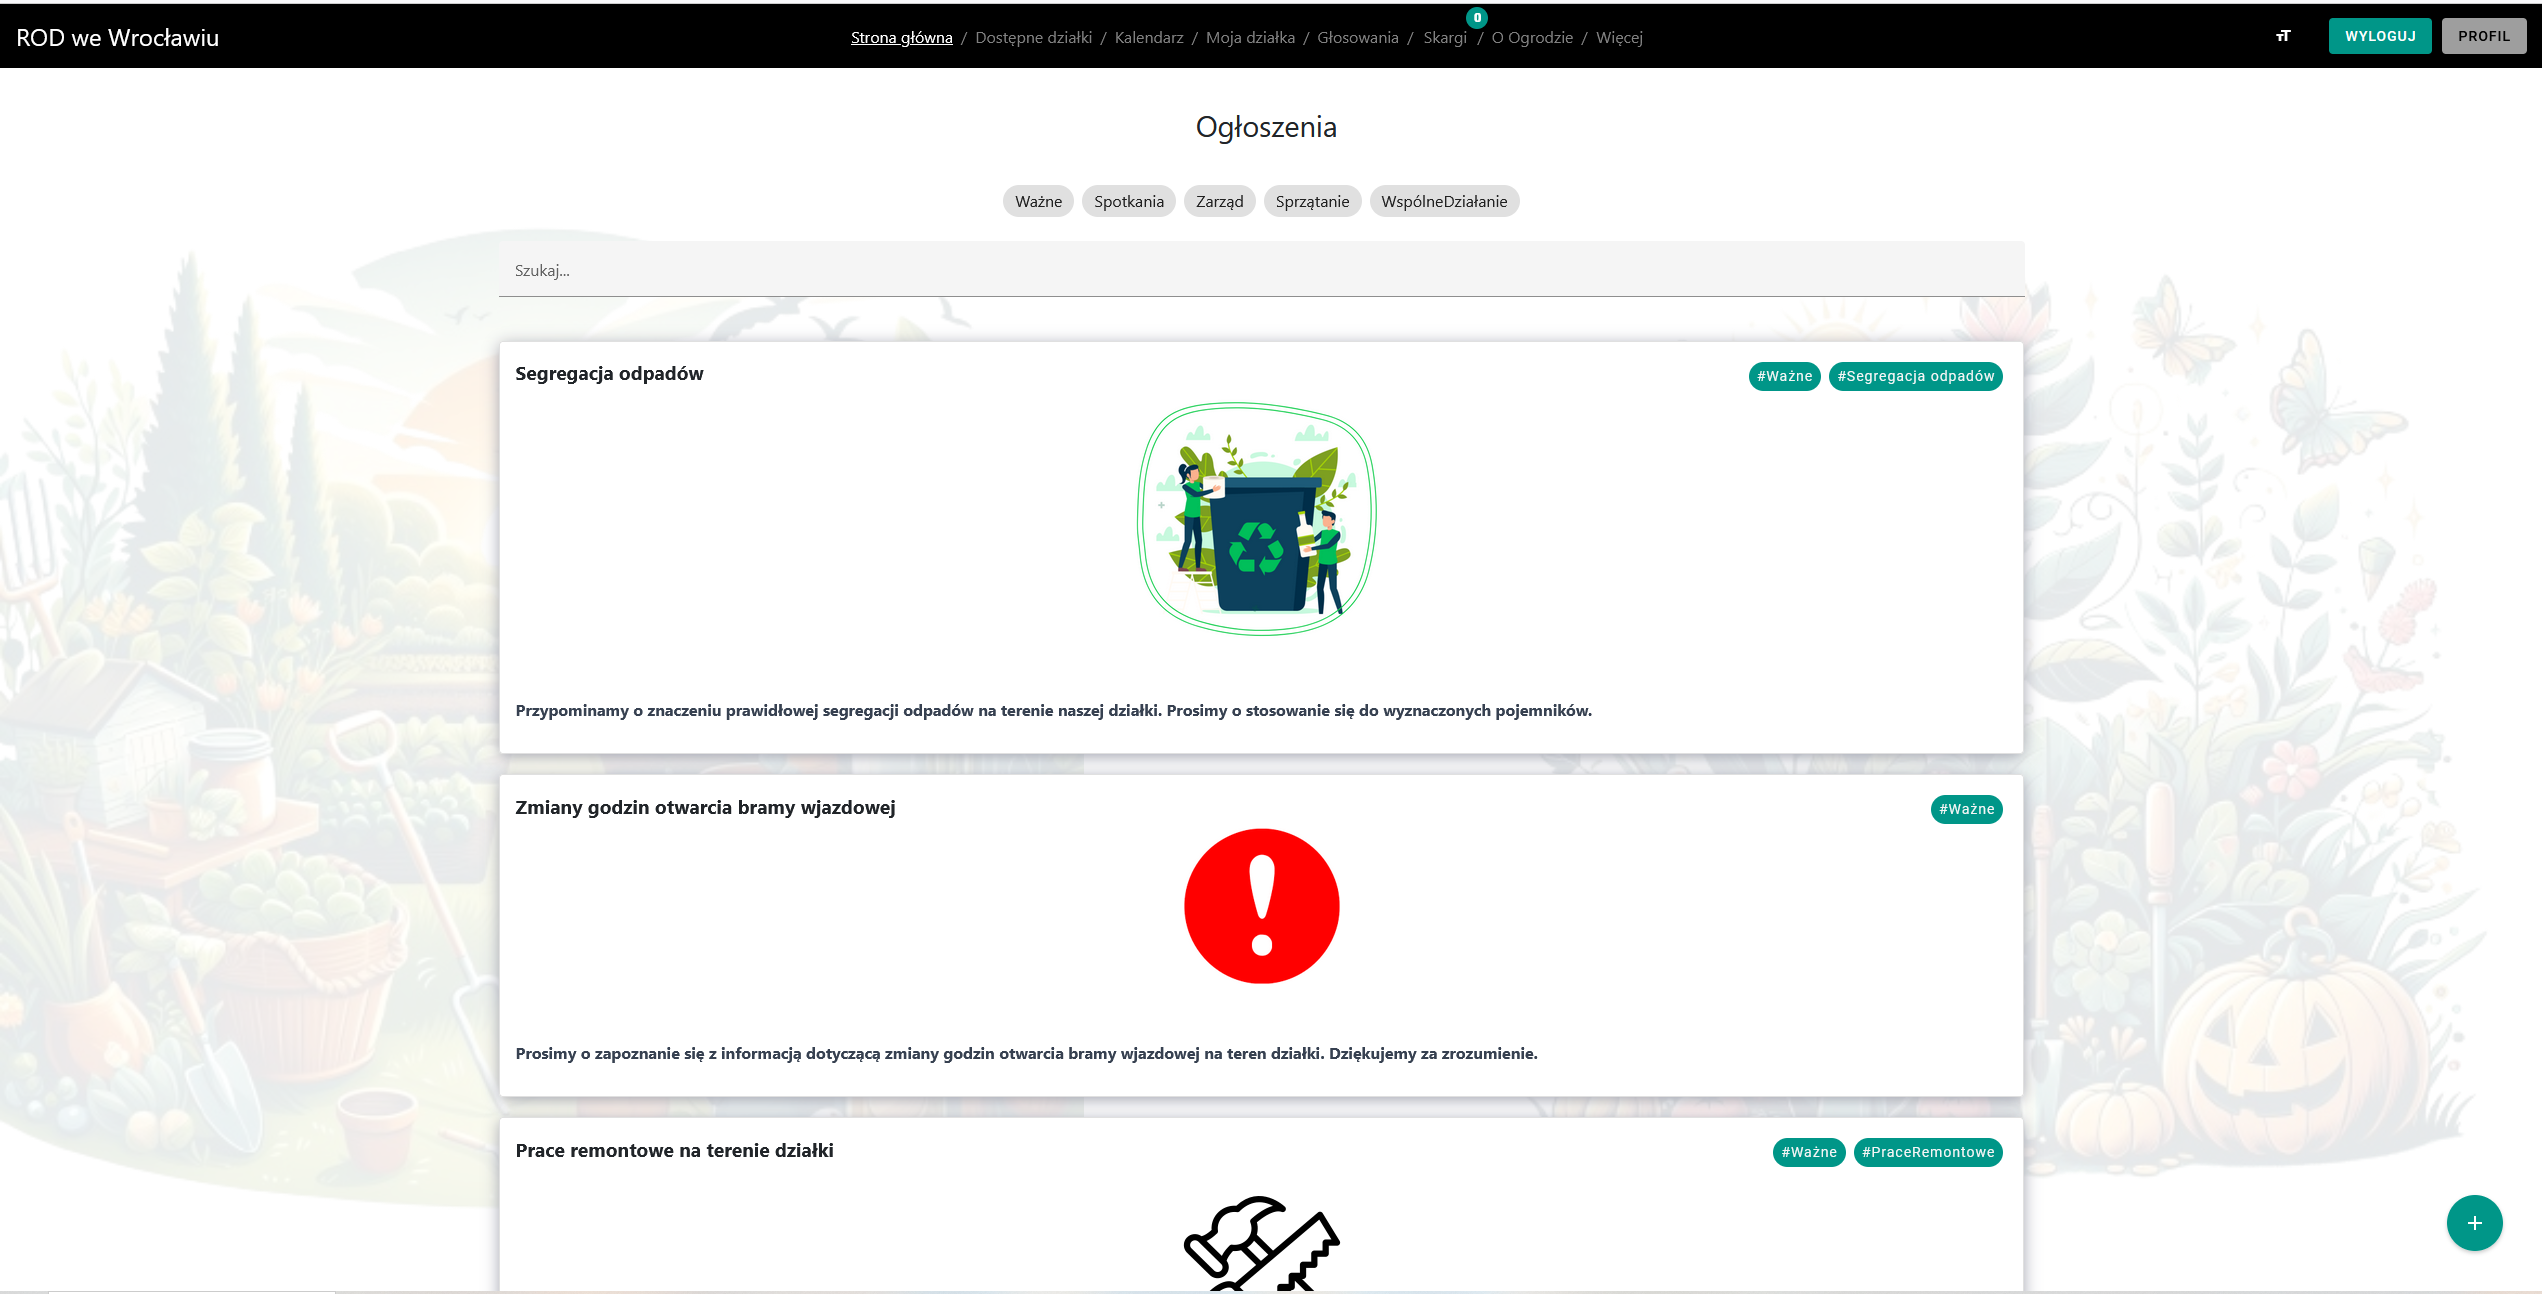 ROD we Wrocławiu
Strona główna / Dostępne działki / Kalendarz / Moja działka / Głosowania / Skargi 0 / O Ogrodzie / Więcej
WYLOGUJ
PROFIL
Ogłoszenia
Ważne Spotkania Zarząd Sprzątanie WspólneDziałanie
Szukaj...
Segregacja odpadów
#Ważne #Segregacja odpadów
Przypominamy o znaczeniu prawidłowej segregacji odpadów na terenie naszej działki. Prosimy o stosowanie się do wyznaczonych pojemników.
Zmiany godzin otwarcia bramy wjazdowej
#Ważne
Prosimy o zapoznanie się z informacją dotyczącą zmiany godzin otwarcia bramy wjazdowej na teren działki. Dziękujemy za zrozumienie.
Prace remontowe na terenie działki
#Ważne #PraceRemontowe